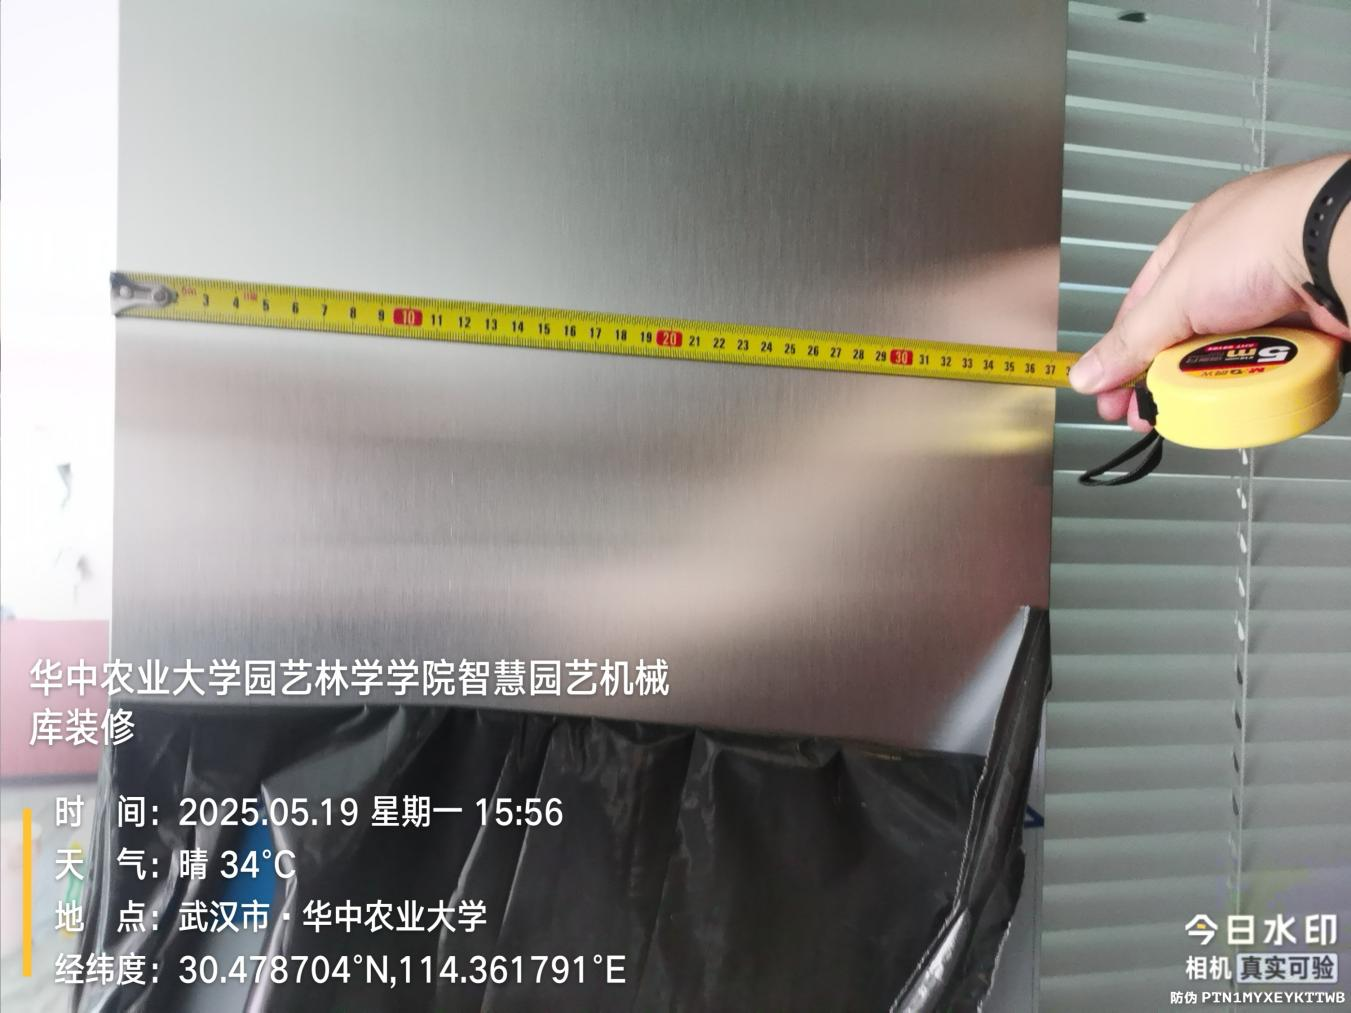 3 4 5 6 7 8 9 10 11 12 13 14 15 16 17 18 19 20 21 22 23 24 25 26 27 28 29 30 31 32 33 34 35 36 37
5m
华中农业大学园艺林学学院智慧园艺机械
库装修
时 间：2025.05.19 星期一 15:56
天 气：晴 34°C
地 点：武汉市·华中农业大学
经纬度：30.478704°N,114.361791°E
今日水印
相机 真实可验
防伪 PTN1MYXEYKTTWB